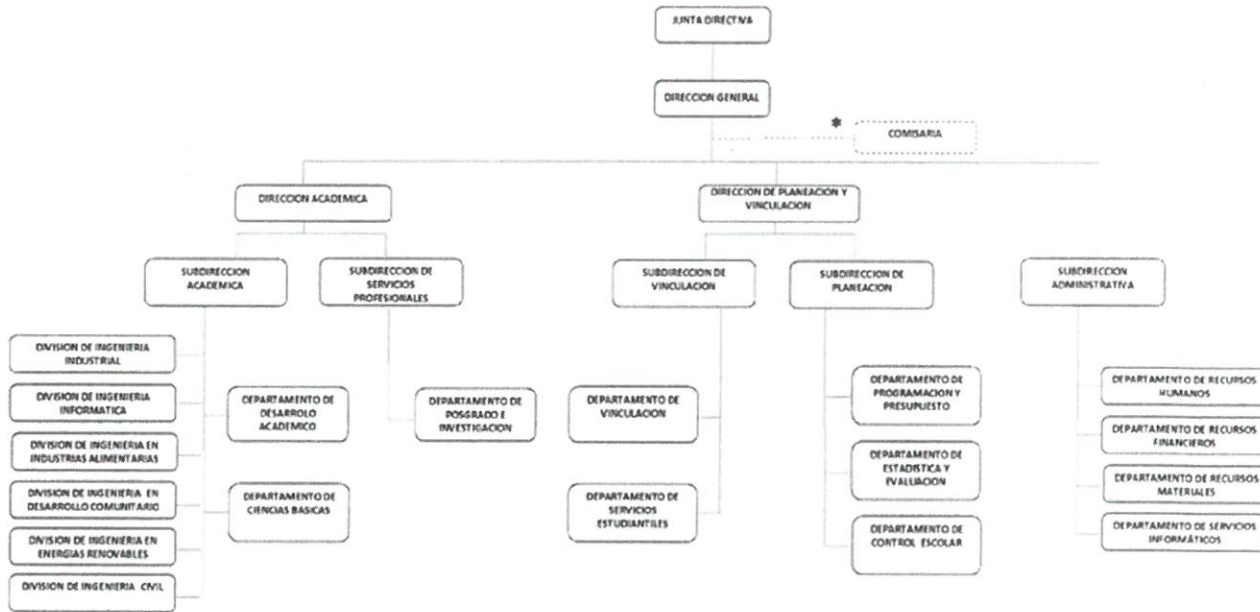 JUNTA DIRECTIVA
DIRECCION GENERAL
*
COMISARIA
DIRECCION ACADEMICA
DIRECCION DE PLANEACION Y
VINCULACION
SUBDIRECCION
ACADEMICA
SUBDIRECCION DE
SERVICIOS
PROFESIONALES
SUBDIRECCION DE
VINCULACION
SUBDIRECCION DE
PLANEACION
SUBDIRECCION
ADMINISTRATIVA
DIVISION DE INGENIERIA
INDUSTRIAL
DIVISION DE INGENIERIA
INFORMATICA
DIVISION DE INGENIERIA EN
INDUSTRIAS ALIMENTARIAS
DIVISION DE INGENIERIA EN
DESARROLLO COMUNITARIO
DIVISION DE INGENIERIA EN
ENERGIAS RENOVABLES
DIVISION DE INGENIERIA CIVIL
DEPARTAMENTO DE
DESARROLO
ACADEMICO
DEPARTAMENTO DE
CIENCIAS BASICAS
DEPARTAMENTO DE
POSGRADO E
INVESTIGACION
DEPARTAMENTO DE
VINCULACION
DEPARTAMENTO DE
SERVICIOS
ESTUDIANTILES
DEPARTAMENTO DE
PROGRAMACION Y
PRESUPUESTO
DEPARTAMENTO DE
ESTADISTICA Y
EVALUACION
DEPARTAMENTO DE
CONTROL ESCOLAR
DEPARTAMENTO DE RECURSOS
HUMANOS
DEPARTAMENTO DE RECURSOS
FINANCIEROS
DEPARTAMENTO DE RECURSOS
MATERIALES
DEPARTAMENTO DE SERVICIOS
INFORMÁTICOS